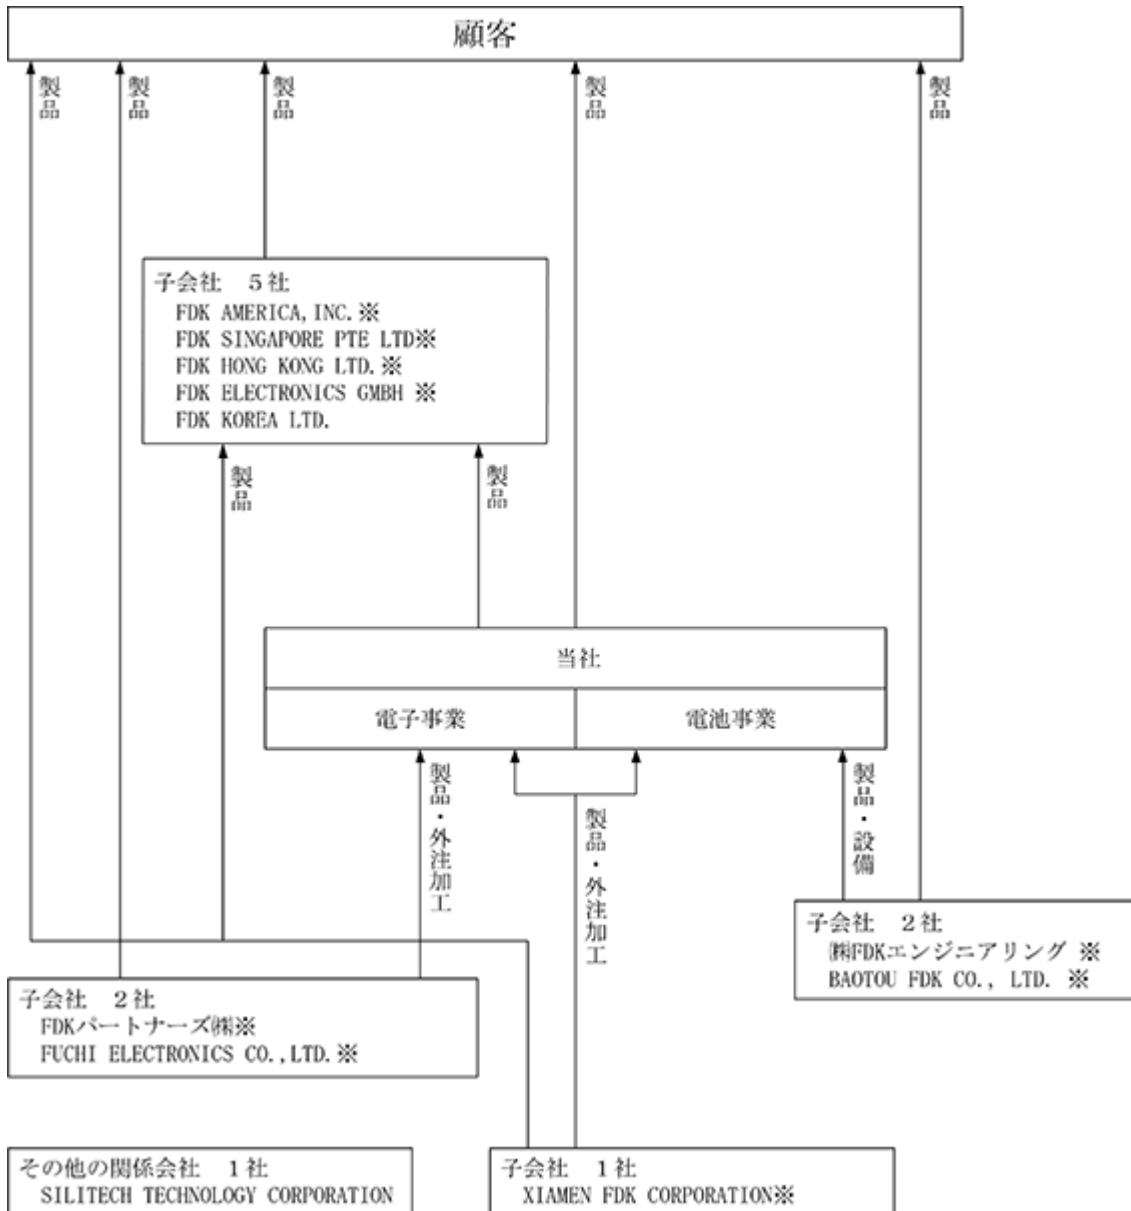 顧客
製品
製品
製品
製品
製品
子会社　５社
FDK AMERICA, INC.※
FDK SINGAPORE PTE LTD※
FDK HONG KONG LTD.※
FDK ELECTRONICS GMBH ※
FDK KOREA LTD.
製品
製品
当社
電子事業
電池事業
製品・外注加工
製品・外注加工
製品・設備
子会社　２社
㈱FDKエンジニアリング ※
BAOTOU FDK CO., LTD. ※
子会社　２社
FDKパートナーズ㈱※
FUCHI ELECTRONICS CO.,LTD.※
その他の関係会社　１社
SILITECH TECHNOLOGY CORPORATION
子会社　１社
XIAMEN FDK CORPORATION※